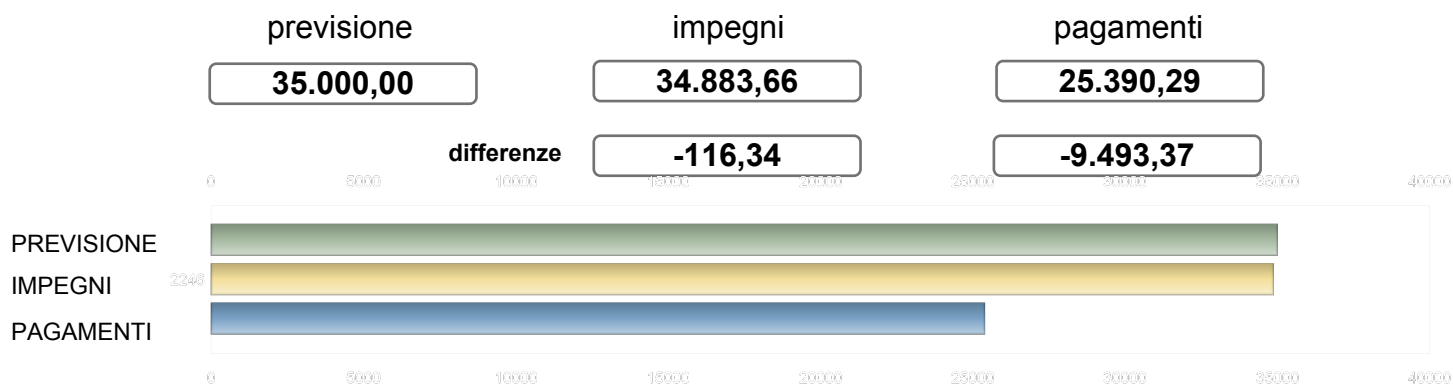 previsione impegni pagamenti
35.000,00 34.883,66 25.390,29
differenze -116,34 -9.493,37
0 5000 10000 15000 20000 25000 30000 35000 40000
PREVISIONE
IMPEGNI 2246
PAGAMENTI
0 5000 10000 15000 20000 25000 30000 35000 40000